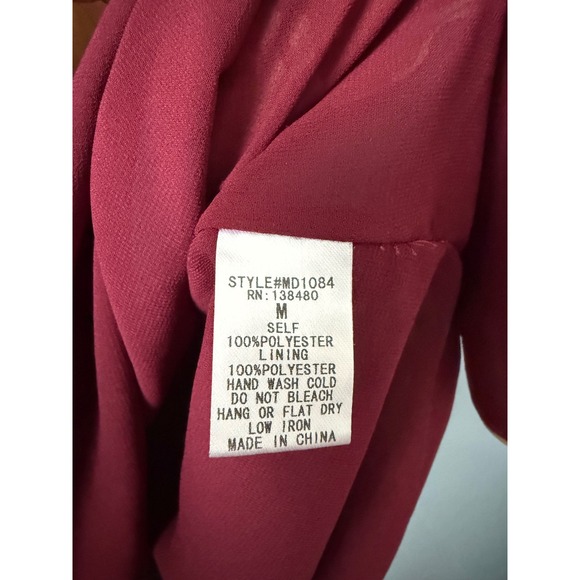 STYLE#MD1084
RN:138480
M
SELF
100%POLYESTER
LINING
100%POLYESTER
HAND WASH COLD
DO NOT BLEACH
HANG OR FLAT DRY
LOW IRON
MADE IN CHINA